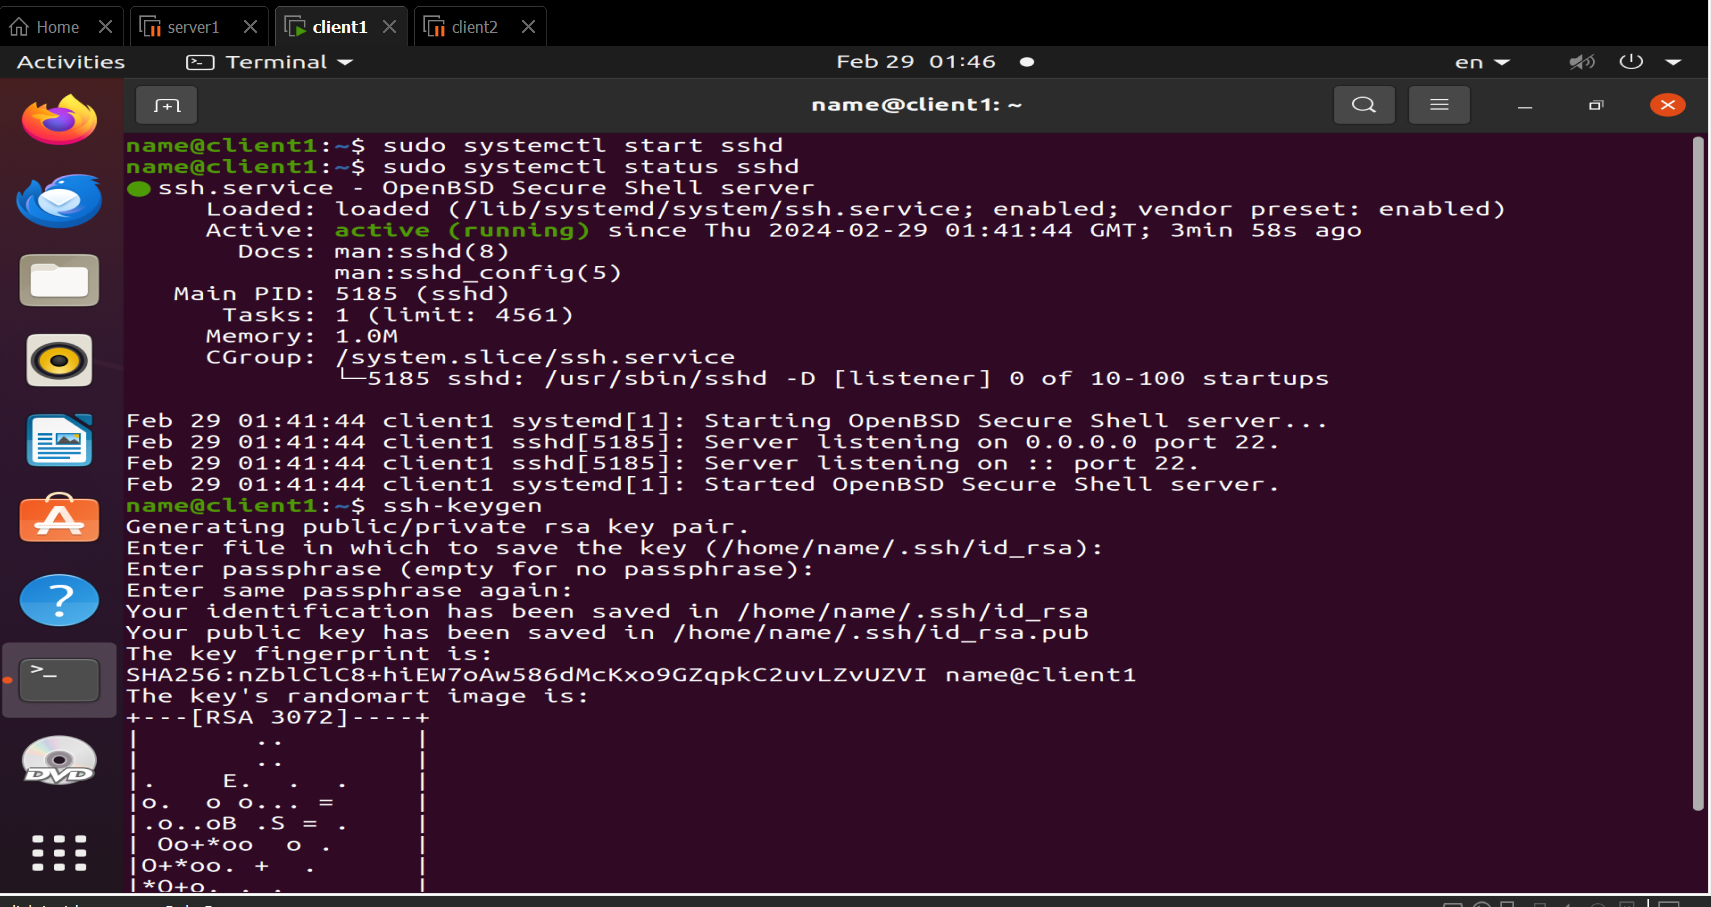 Home server1 client1 client2
Activities Terminal Feb 29 01:46 en
name@client1: ~
name@client1:~$ sudo systemctl start sshd
name@client1:~$ sudo systemctl status sshd
ssh.service - OpenBSD Secure Shell server
Loaded: loaded (/lib/systemd/system/ssh.service; enabled; vendor preset: enabled)
Active: active (running) since Thu 2024-02-29 01:41:44 GMT; 3min 58s ago
Docs: man:sshd(8)
man:sshd_config(5)
Main PID: 5185 (sshd)
Tasks: 1 (limit: 4561)
Memory: 1.0M
CGroup: /system.slice/ssh.service
└─5185 sshd: /usr/sbin/sshd -D [listener] 0 of 10-100 startups
Feb 29 01:41:44 client1 systemd[1]: Starting OpenBSD Secure Shell server...
Feb 29 01:41:44 client1 sshd[5185]: Server listening on 0.0.0.0 port 22.
Feb 29 01:41:44 client1 sshd[5185]: Server listening on :: port 22.
Feb 29 01:41:44 client1 systemd[1]: Started OpenBSD Secure Shell server.
name@client1:~$ ssh-keygen
Generating public/private rsa key pair.
Enter file in which to save the key (/home/name/.ssh/id_rsa):
Enter passphrase (empty for no passphrase):
Enter same passphrase again:
Your identification has been saved in /home/name/.ssh/id_rsa
Your public key has been saved in /home/name/.ssh/id_rsa.pub
The key fingerprint is:
SHA256:nZblClC8+hiEW7oAw586dMcKxo9GZqpkC2uvLZvUZVI name@client1
The key's randomart image is:
+---[RSA 3072]----+
|        ..       |
|        ..       |
|.     E.  .  .   |
|o.   o o... =    |
|.o..oB .S = .    |
| Oo+*oo  o .     |
|O+*oo. +  .      |
|*O+o. . .        |
DVD